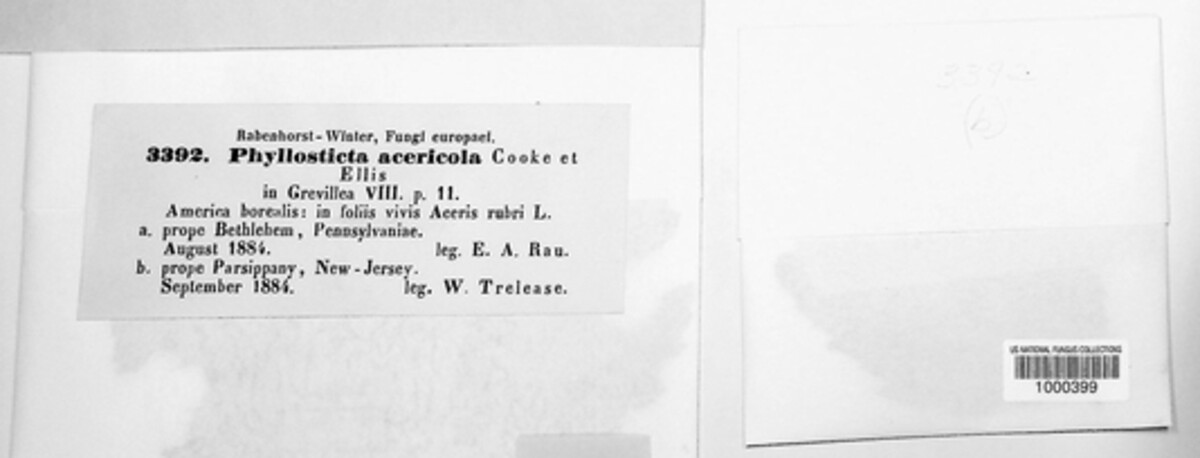 Rabenhorst-Winter, Fungi europaei.
3392. Phyllosticta acericola Cooke et
Ellis
in Grevillea VIII. p. 11.
America borealis: in foliis vivis Aceris rubri L.
a. prope Bethlehem, Pennsylvaniae.
August 1884. leg. E. A. Rau.
b. prope Parsippany, New-Jersey.
September 1884. leg. W. Trelease.
3392
(b)
US NATIONAL FUNGUS COLLECTIONS
1000399